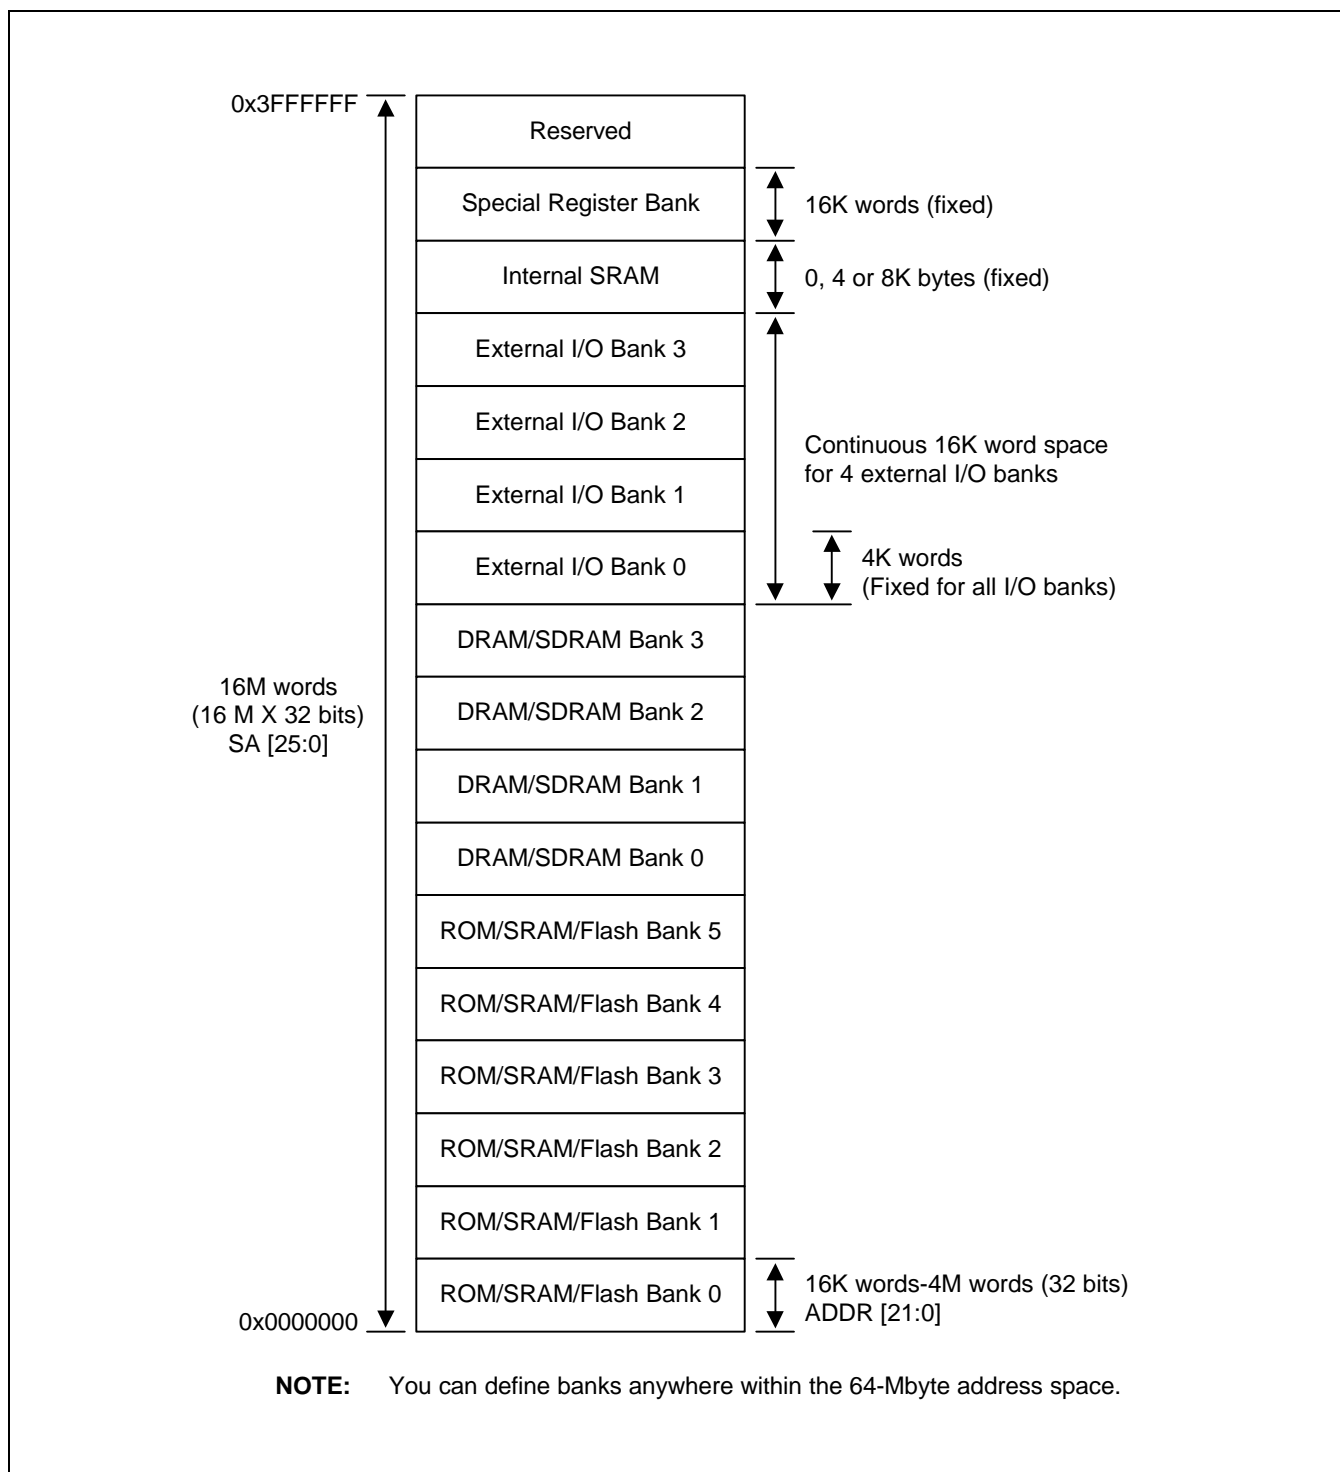 0x3FFFFFF
Reserved
Special Register Bank
16K words (fixed)
Internal SRAM
0, 4 or 8K bytes (fixed)
External I/O Bank 3
External I/O Bank 2
Continuous 16K word space
for 4 external I/O banks
External I/O Bank 1
External I/O Bank 0
4K words
(Fixed for all I/O banks)
DRAM/SDRAM Bank 3
16M words
(16 M X 32 bits)
SA [25:0]
DRAM/SDRAM Bank 2
DRAM/SDRAM Bank 1
DRAM/SDRAM Bank 0
ROM/SRAM/Flash Bank 5
ROM/SRAM/Flash Bank 4
ROM/SRAM/Flash Bank 3
ROM/SRAM/Flash Bank 2
ROM/SRAM/Flash Bank 1
ROM/SRAM/Flash Bank 0
16K words-4M words (32 bits)
ADDR [21:0]
0x0000000
NOTE: You can define banks anywhere within the 64-Mbyte address space.